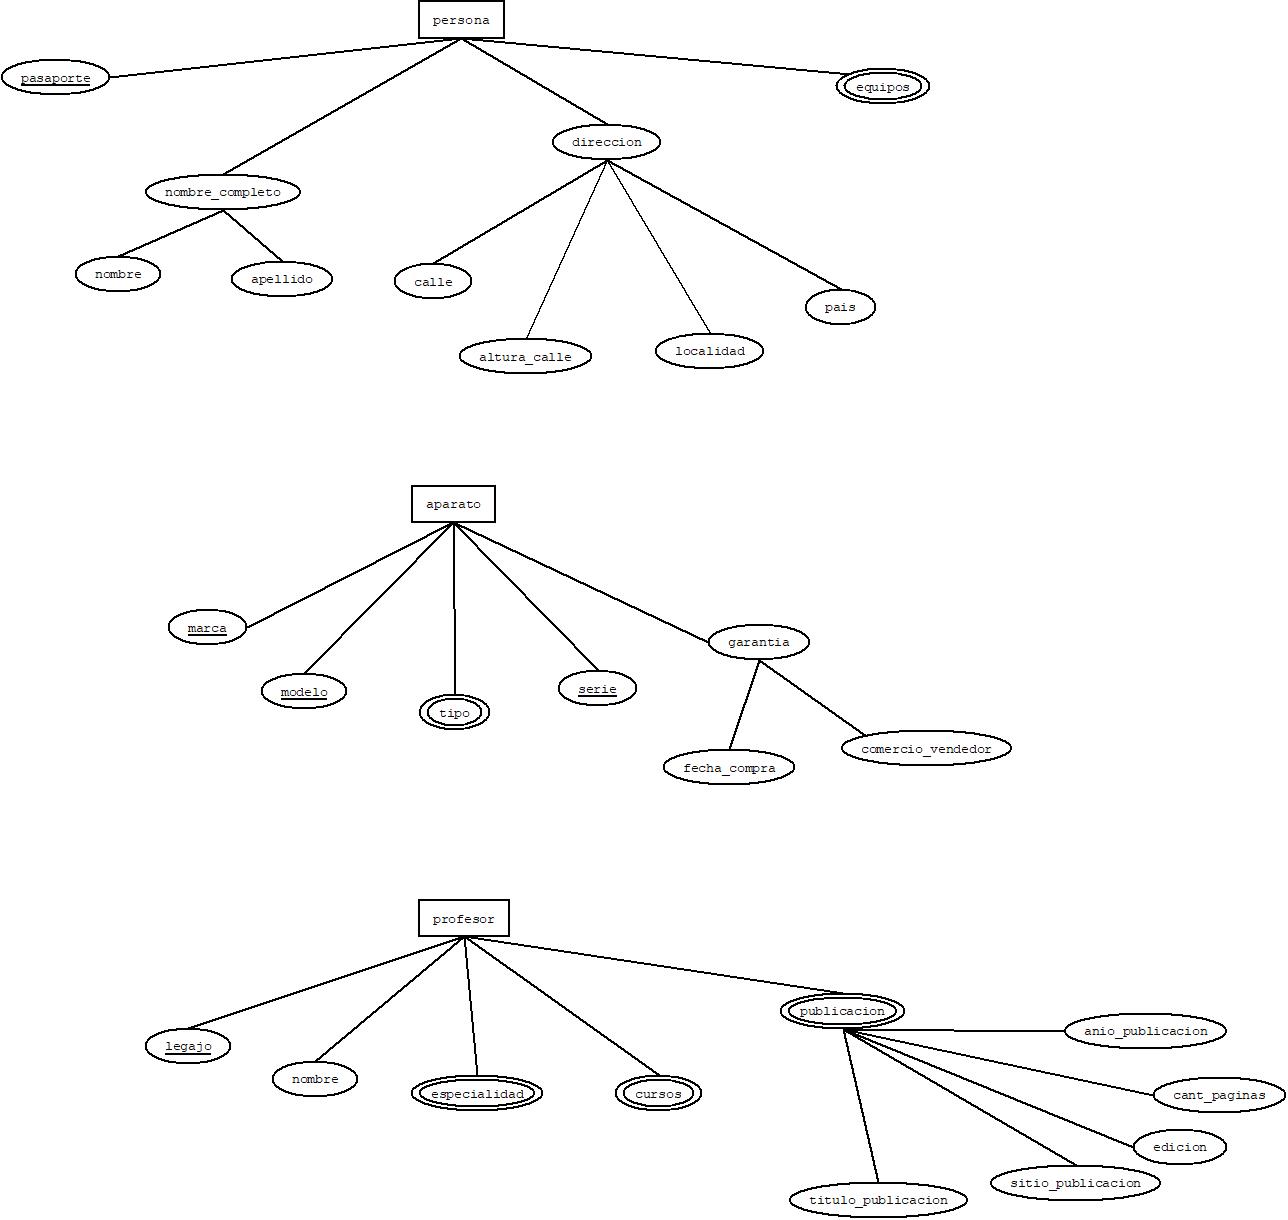 persona
pasaporte
equipos
direccion
nombre_completo
nombre
apellido
calle
pais
altura_calle
localidad
aparato
marca
garantia
modelo
serie
tipo
comercio_vendedor
fecha_compra
profesor
publicacion
anio_publicacion
legajo
nombre
especialidad
cursos
cant_paginas
edicion
sitio_publicacion
titulo_publicacion